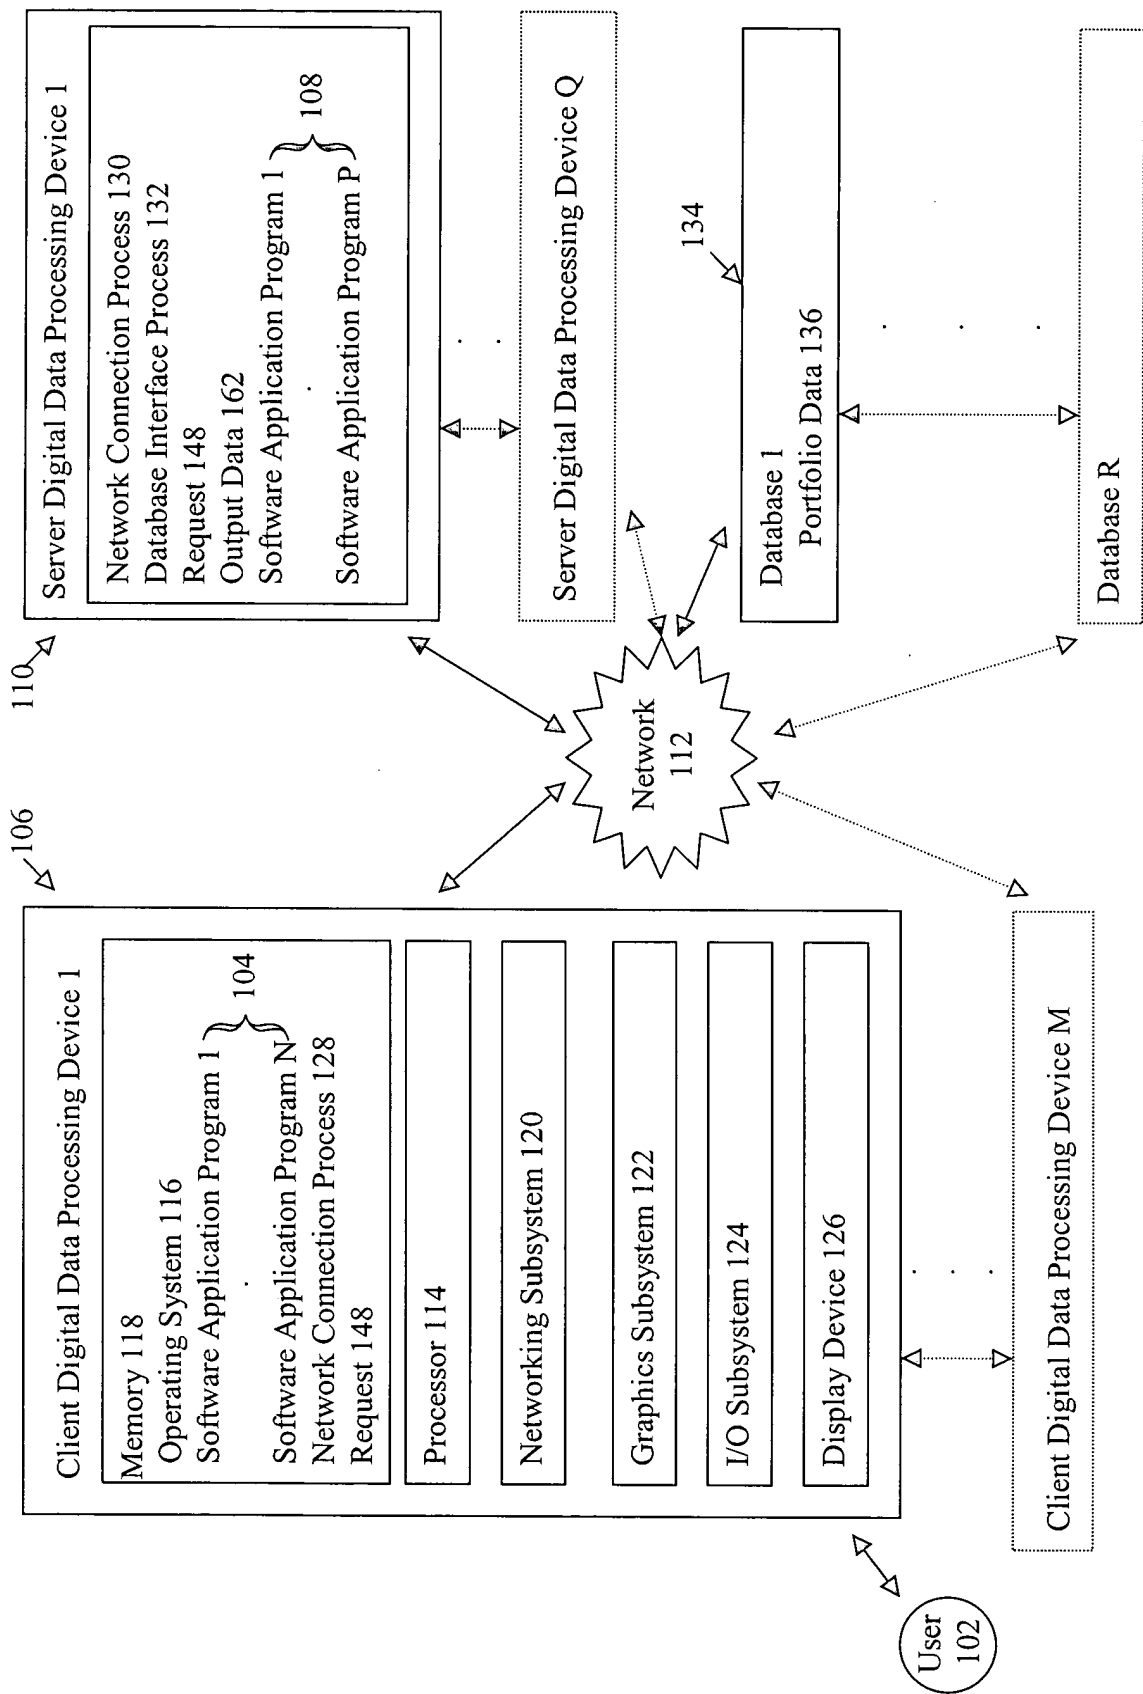 106
Client Digital Data Processing Device 1
Memory 118
Operating System 116
Software Application Program 1
.
Software Application Program N
104
Network Connection Process 128
Request 148
Processor 114
Networking Subsystem 120
Graphics Subsystem 122
I/O Subsystem 124
Display Device 126
. . .
Client Digital Data Processing Device M
User
102
Network
112
110
Server Digital Data Processing Device 1
Network Connection Process 130
Database Interface Process 132
Request 148
Output Data 162
Software Application Program 1
.
Software Application Program P
108
. .
Server Digital Data Processing Device Q
134
Database 1
Portfolio Data 136
. . .
Database R